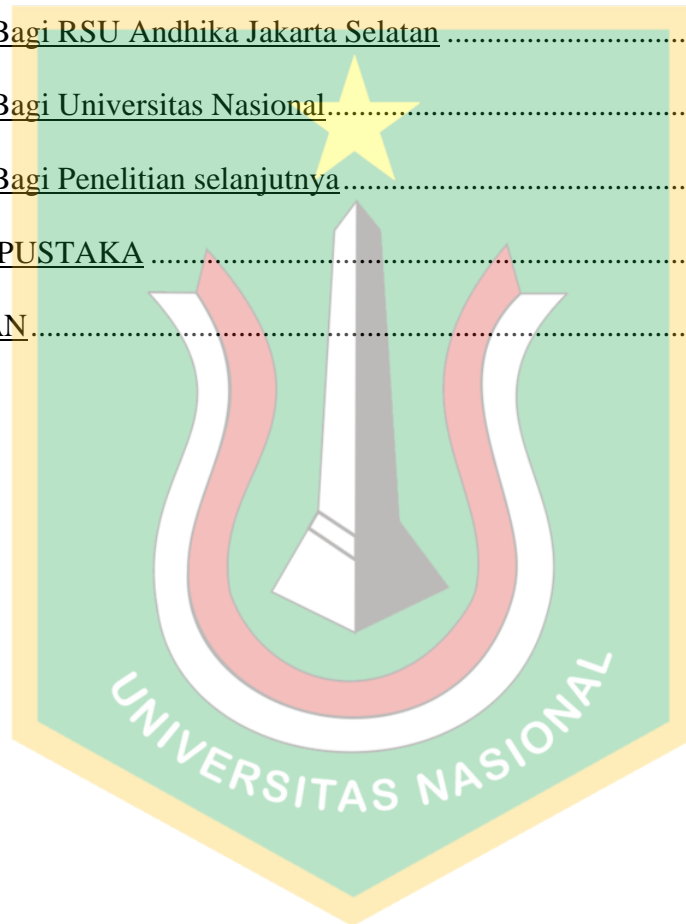 Bagi RSU Andhika Jakarta Selatan ........................
Bagi Universitas Nasional ........................
Bagi Penelitian selanjutnya ........................
PUSTAKA ........................
AN ........................
UNIVERSITAS NASIONAL